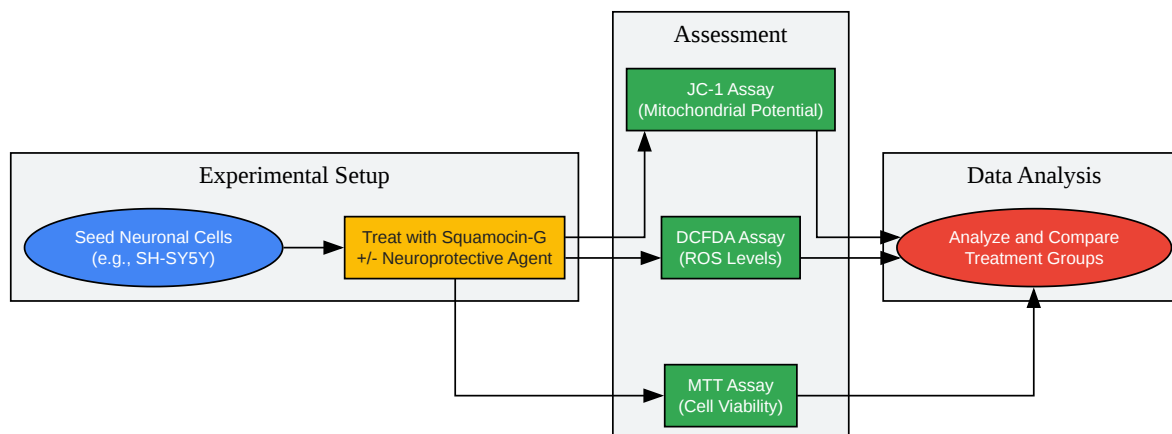 Experimental Setup
Seed Neuronal Cells
(e.g., SH-SY5Y)
Treat with Squamocin-G
+/- Neuroprotective Agent
Assessment
JC-1 Assay
(Mitochondrial Potential)
DCFDA Assay
(ROS Levels)
MTT Assay
(Cell Viability)
Data Analysis
Analyze and Compare
Treatment Groups